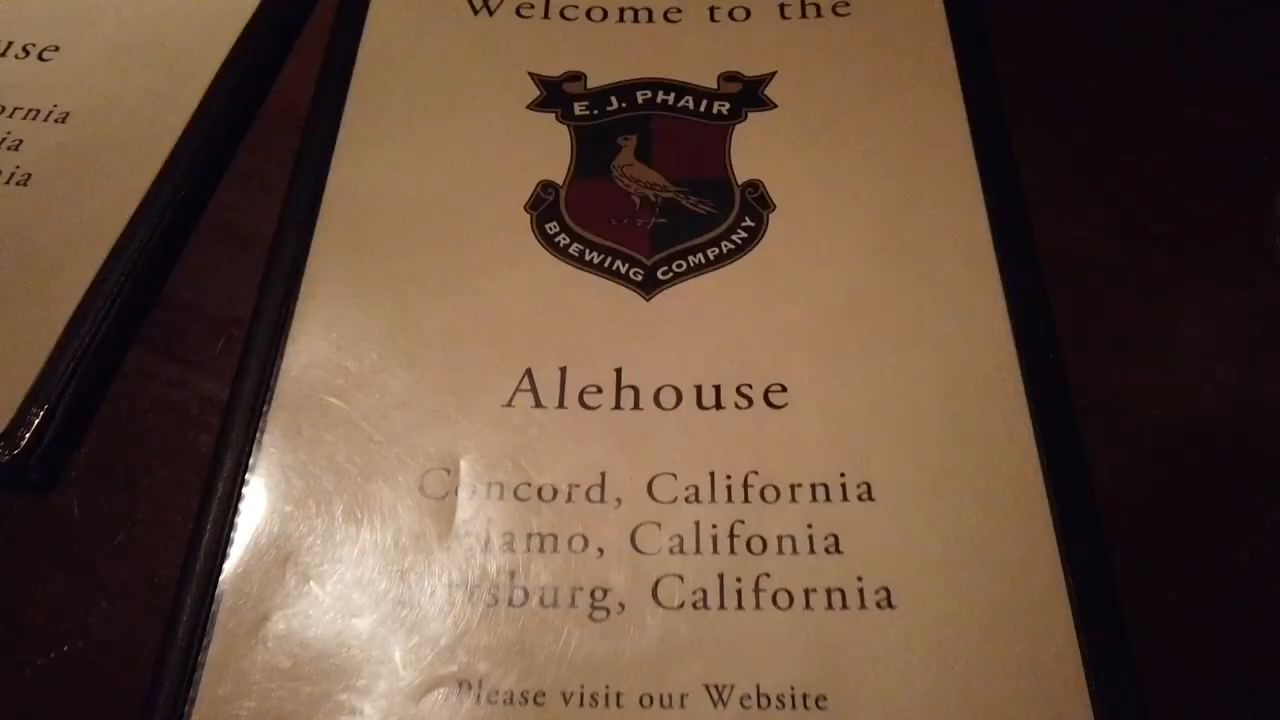 Welcome to the
E. J. PHAIR
BREWING COMPANY
Alehouse
Concord, California
Califonia
California
Please visit our Website